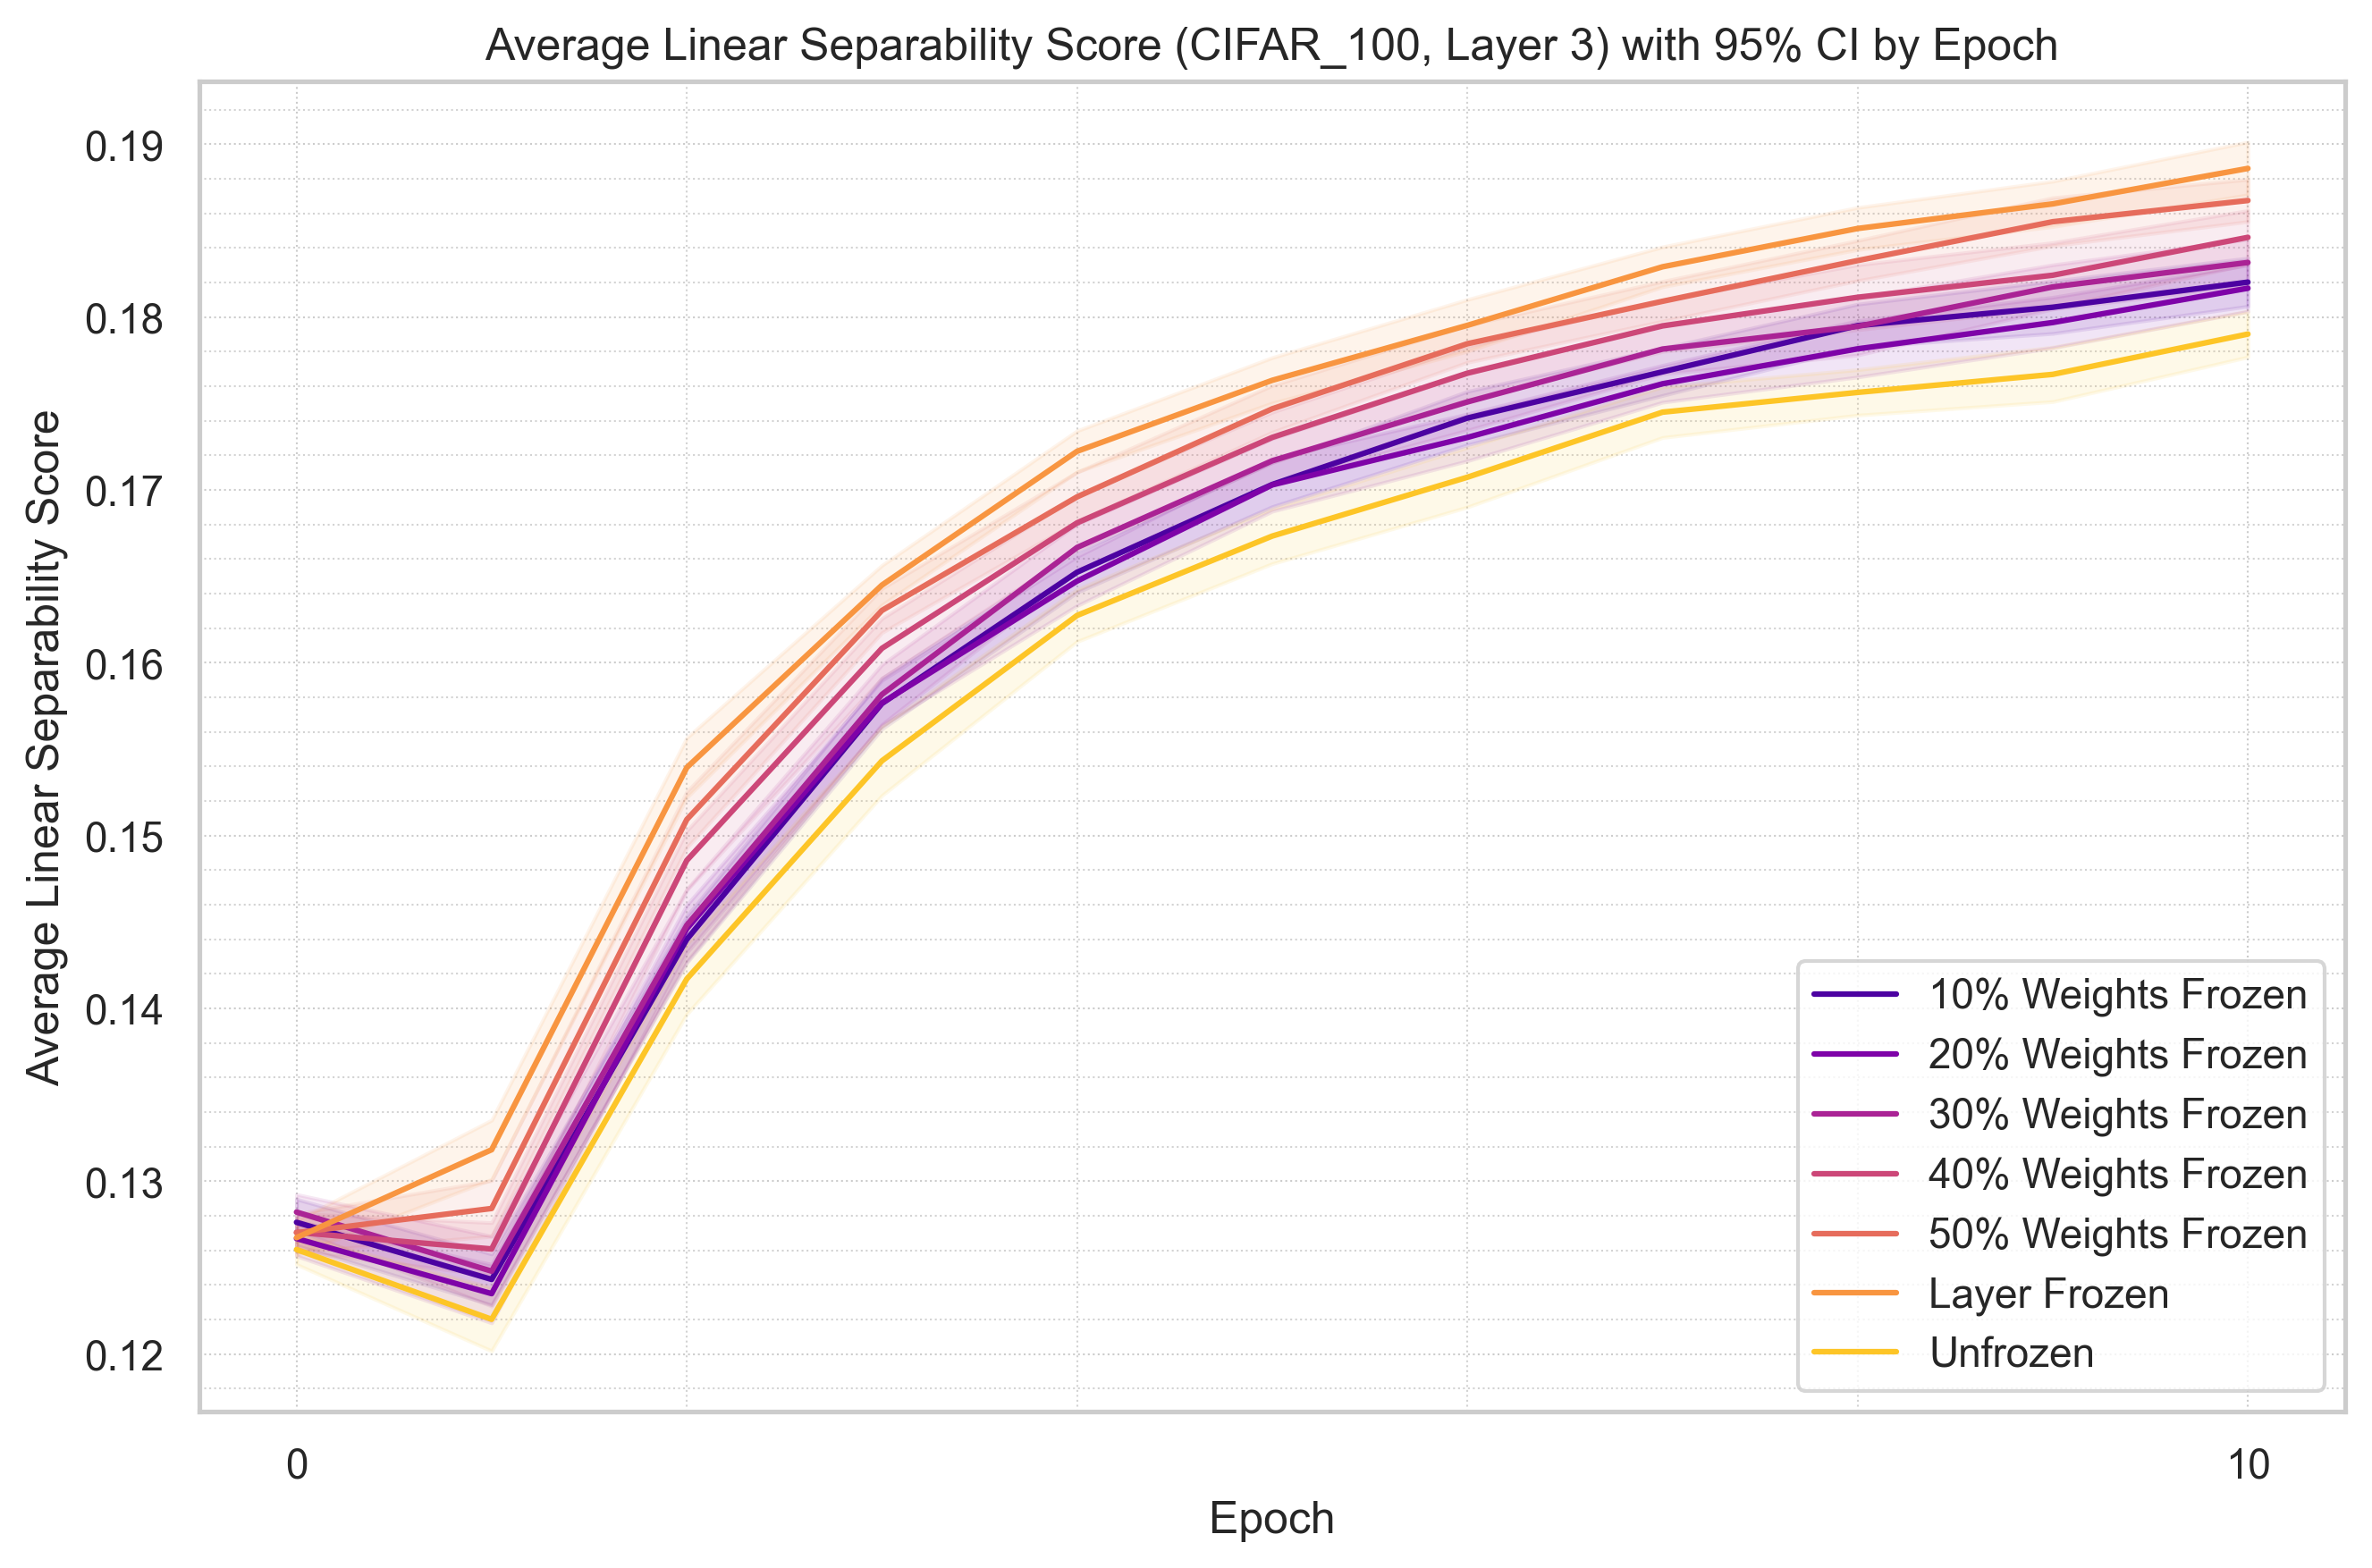 Average Linear Separability Score (CIFAR_100, Layer 3) with 95% CI by Epoch
Average Linear Separability Score
0.19
0.18
0.17
0.16
0.15
0.14
0.13
0.12
10% Weights Frozen
20% Weights Frozen
30% Weights Frozen
40% Weights Frozen
50% Weights Frozen
Layer Frozen
Unfrozen
0
10
Epoch